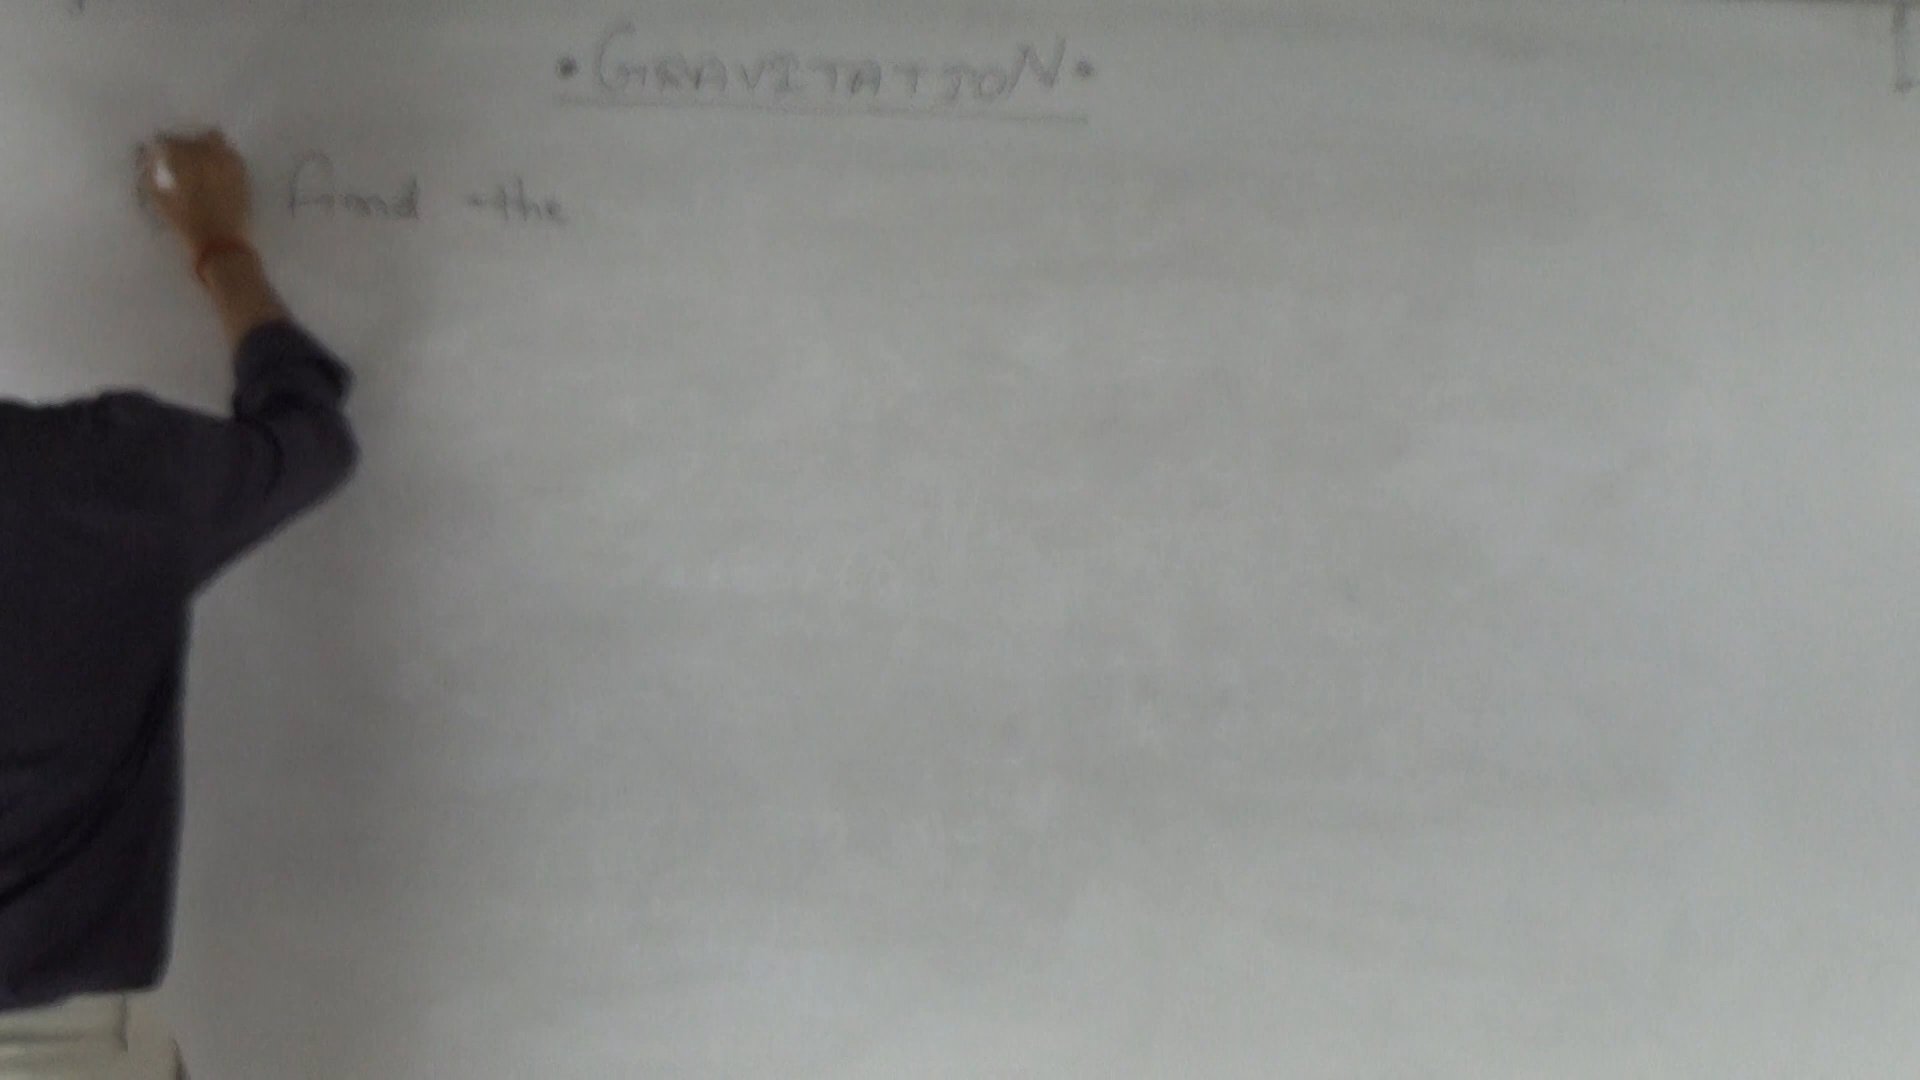 • GRAVITATION •
find the